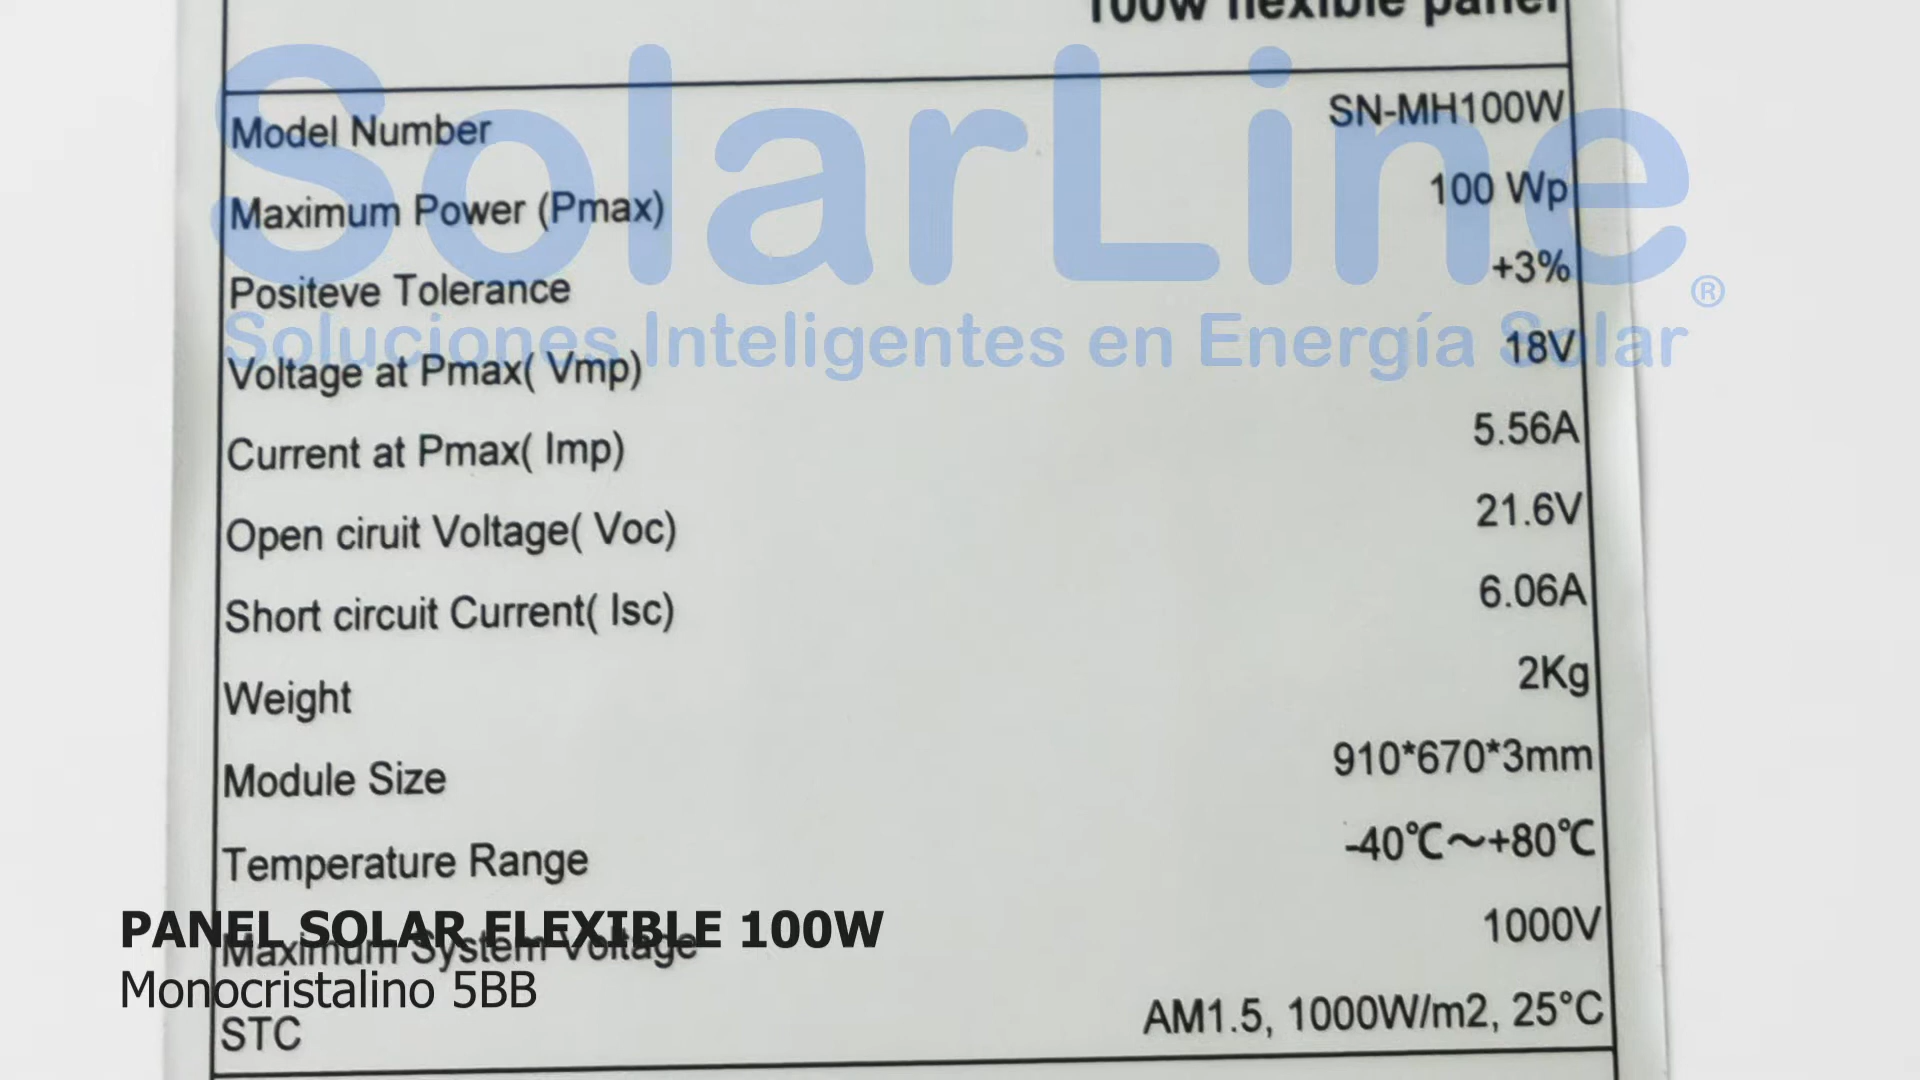 100w flexible panel
SolarLine®
Soluciones Inteligentes en Energía Solar
Model Number SN-MH100W
Maximum Power (Pmax) 100 Wp
Positeve Tolerance +3%
Voltage at Pmax( Vmp) 18V
Current at Pmax( Imp) 5.56A
Open ciruit Voltage( Voc) 21.6V
Short circuit Current( Isc) 6.06A
Weight 2Kg
Module Size 910*670*3mm
Temperature Range -40℃~+80℃
Maximum System Voltage 1000V
STC AM1.5, 1000W/m2, 25°C
PANEL SOLAR FLEXIBLE 100W
Monocristalino 5BB